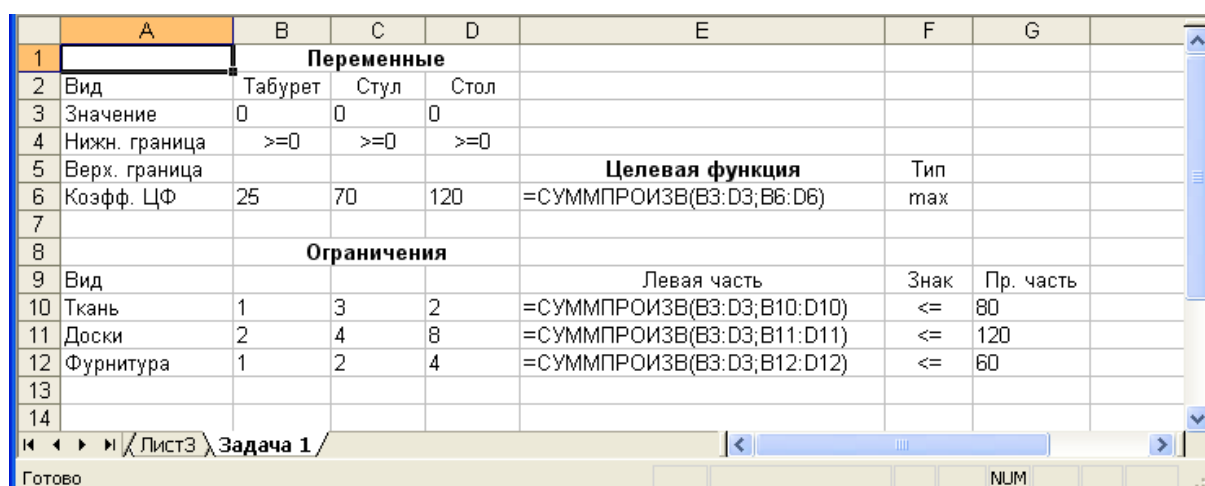 A B C D E F G
1 Переменные
2 Вид Табурет Стул Стол
3 Значение 0 0 0
4 Нижн. граница >=0 >=0 >=0
5 Верх. граница Целевая функция Тип
6 Коэфф. ЦФ 25 70 120 =СУММПРОИЗВ(B3:D3;B6:D6) max
7
8 Ограничения
9 Вид Левая часть Знак Пр. часть
10 Ткань 1 3 2 =СУММПРОИЗВ(B3:D3;B10:D10) <= 80
11 Доски 2 4 8 =СУММПРОИЗВ(B3:D3;B11:D11) <= 120
12 Фурнитура 1 2 4 =СУММПРОИЗВ(B3:D3;B12:D12) <= 60
13
14
Лист3 Задача 1
Готово NUM